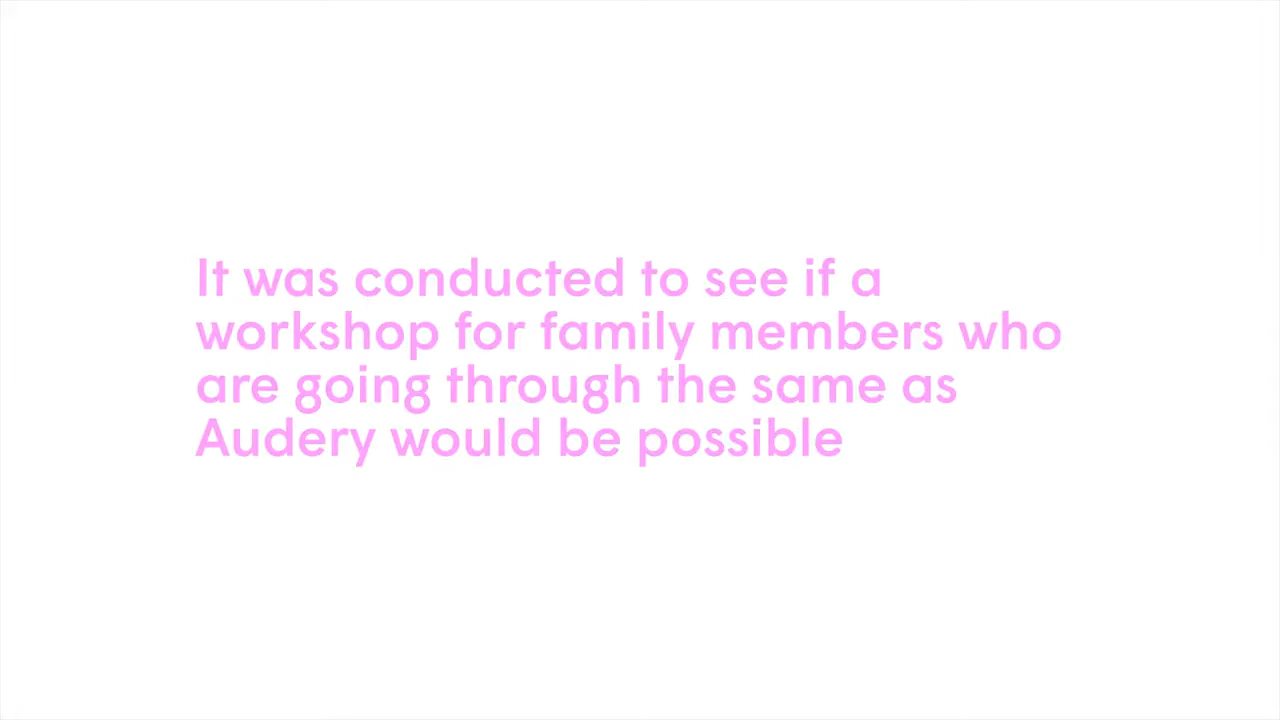 It was conducted to see if a
workshop for family members who
are going through the same as
Audery would be possible